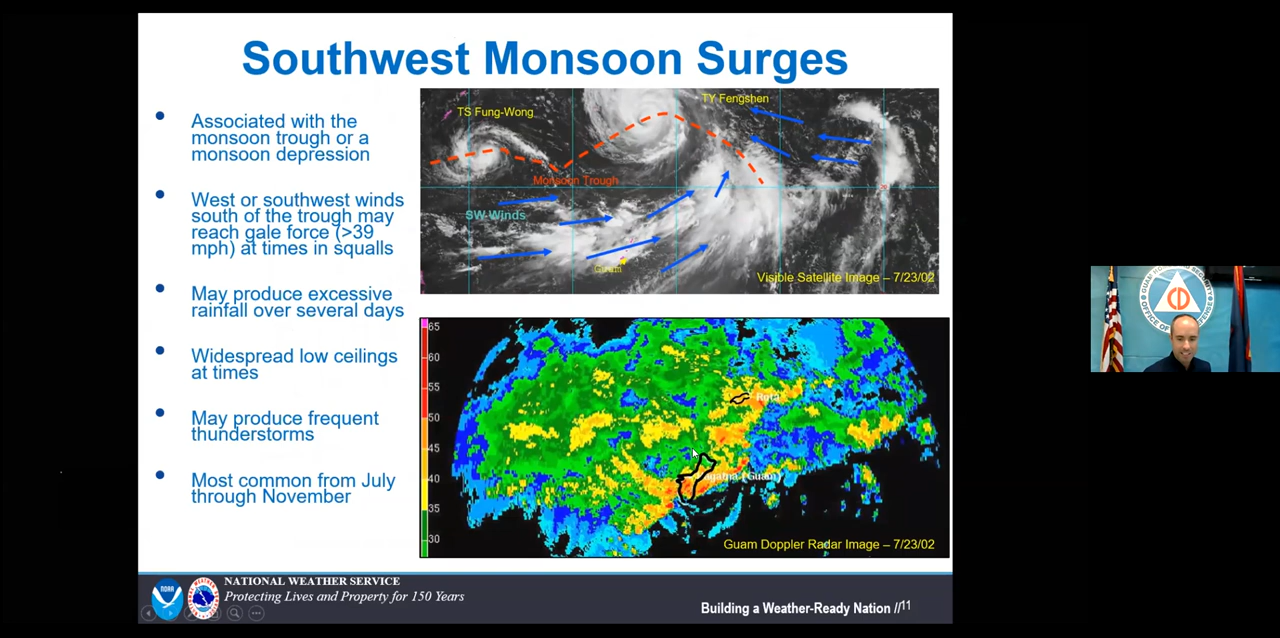 Southwest Monsoon Surges
Associated with the
monsoon trough or a
monsoon depression
West or southwest winds
south of the trough may
reach gale force (>39
mph) at times in squalls
May produce excessive
rainfall over several days
Widespread low ceilings
at times
May produce frequent
thunderstorms
Most common from July
through November
TS Fung-Wong
TY Fengshen
Monsoon Trough
SW-Winds
Guam
Visible Satellite Image – 7/23/02
65
60
55
50
45
40
35
30
Rota
(Guam)
Guam Doppler Radar Image – 7/23/02
NOAA
NATIONAL WEATHER SERVICE
Protecting Lives and Property for 150 Years
Building a Weather-Ready Nation // 11
CD